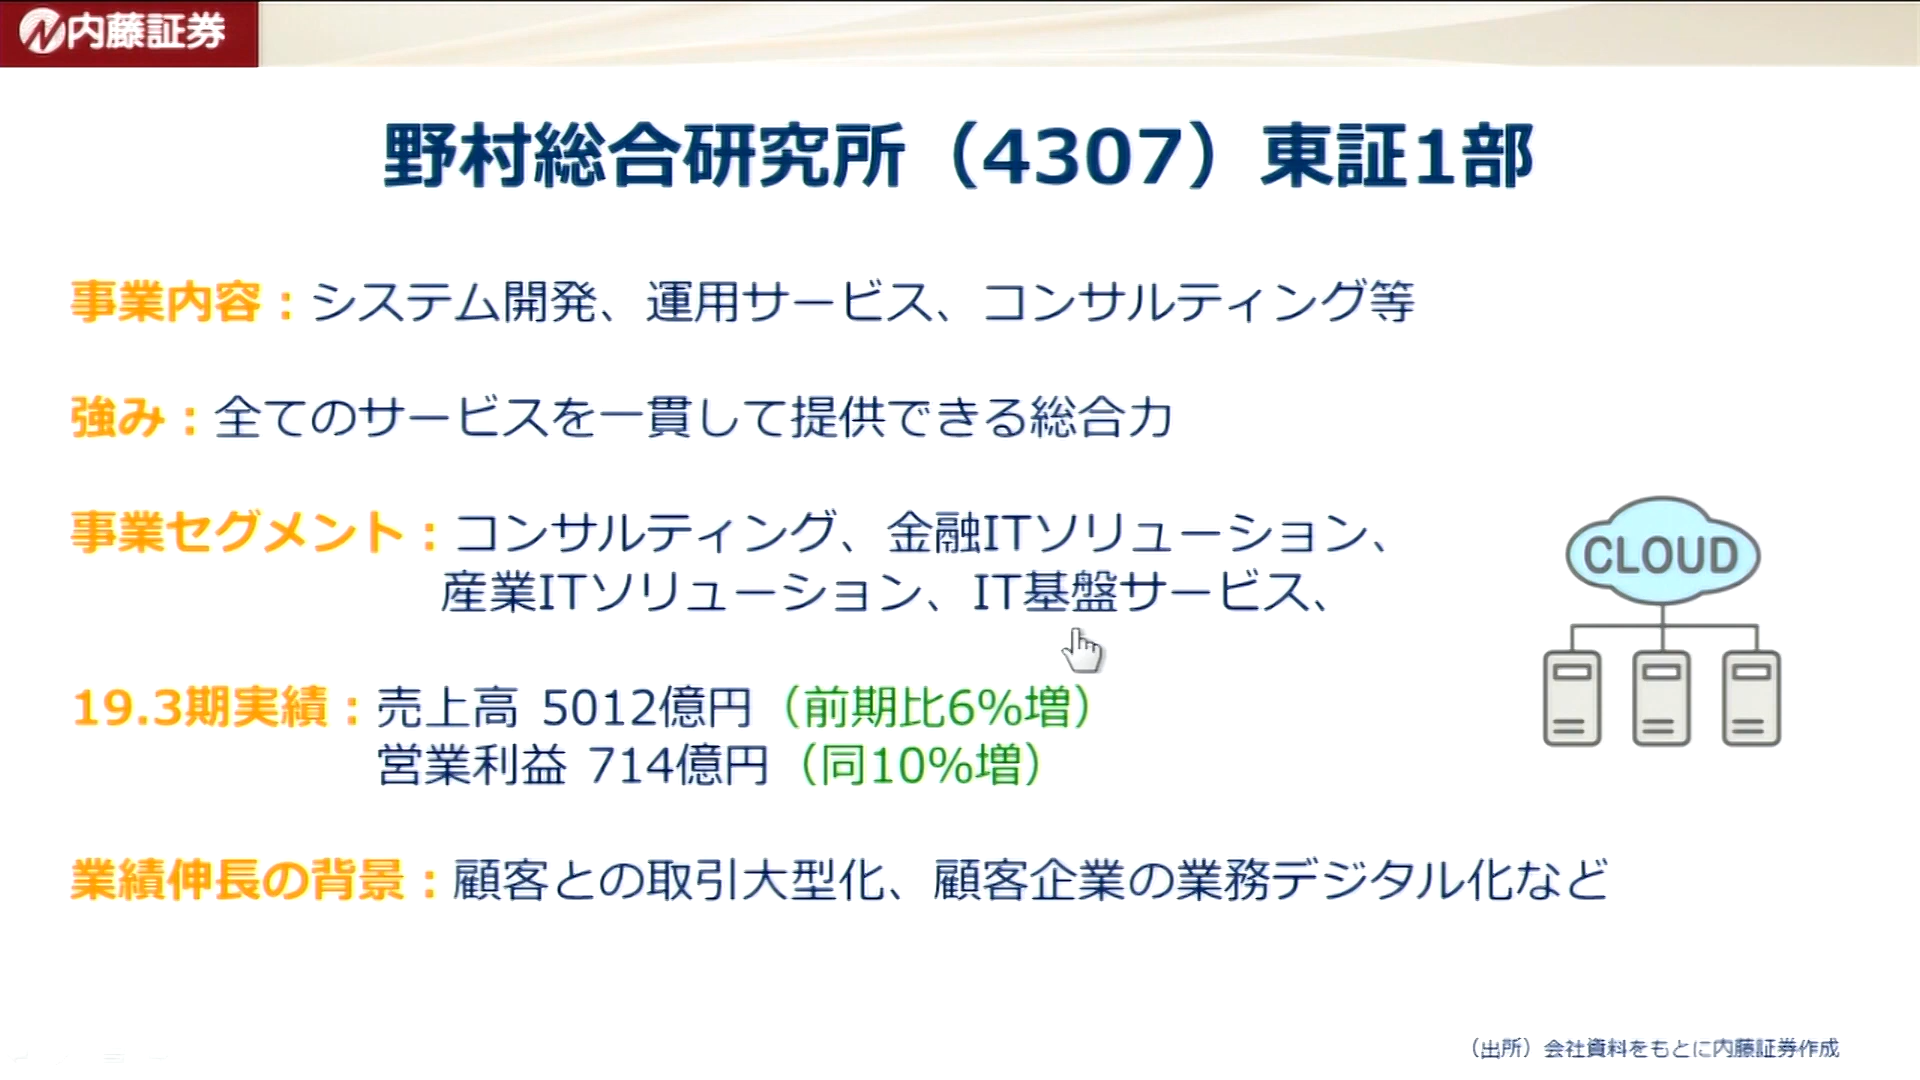 内藤証券
野村総合研究所（4307）東証1部
事業内容：システム開発、運用サービス、コンサルティング等
強み：全てのサービスを一貫して提供できる総合力
事業セグメント：コンサルティング、金融ITソリューション、
産業ITソリューション、IT基盤サービス、
CLOUD
19.3期実績：売上高 5012億円（前期比6%増）
営業利益 714億円（同10%増）
業績伸長の背景：顧客との取引大型化、顧客企業の業務デジタル化など
（出所）会社資料をもとに内藤証券作成